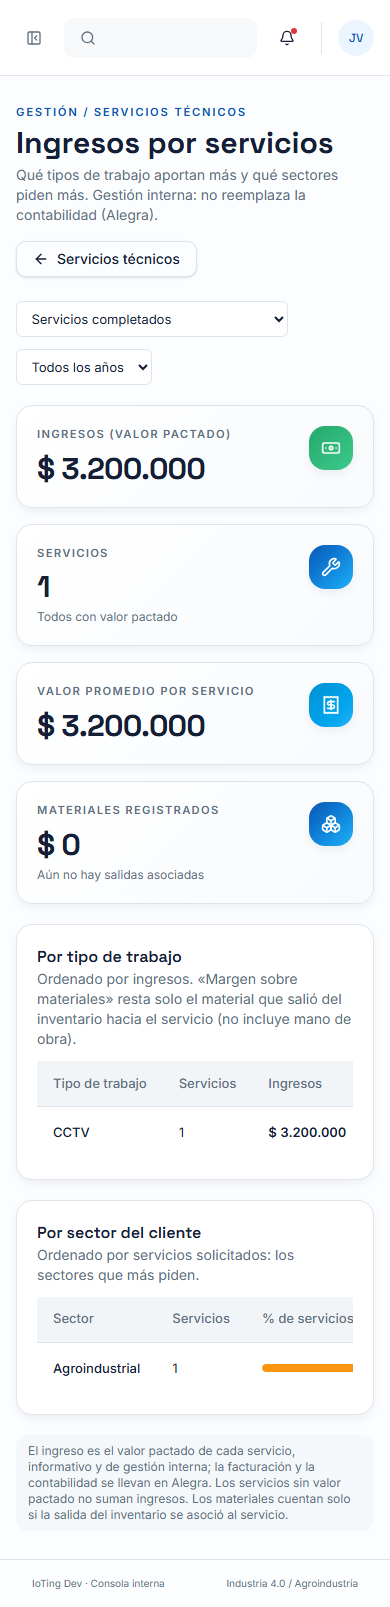 JV
GESTIÓN / SERVICIOS TÉCNICOS
Ingresos por servicios
Qué tipos de trabajo aportan más y qué sectores
piden más. Gestión interna: no reemplaza la
contabilidad (Alegra).
Servicios técnicos
Servicios completados
Todos los años
INGRESOS (VALOR PACTADO)
$ 3.200.000
SERVICIOS
1
Todos con valor pactado
VALOR PROMEDIO POR SERVICIO
$ 3.200.000
MATERIALES REGISTRADOS
$ 0
Aún no hay salidas asociadas
Por tipo de trabajo
Ordenado por ingresos. «Margen sobre
materiales» resta solo el material que salió del
inventario hacia el servicio (no incluye mano de
obra).
Tipo de trabajo Servicios Ingresos
CCTV 1 $ 3.200.000
Por sector del cliente
Ordenado por servicios solicitados: los
sectores que más piden.
Sector Servicios % de servicios
Agroindustrial 1
El ingreso es el valor pactado de cada servicio,
informativo y de gestión interna; la facturación y la
contabilidad se llevan en Alegra. Los servicios sin valor
pactado no suman ingresos. Los materiales cuentan solo
si la salida del inventario se asoció al servicio.
IoTing Dev · Consola interna Industria 4.0 / Agroindustria